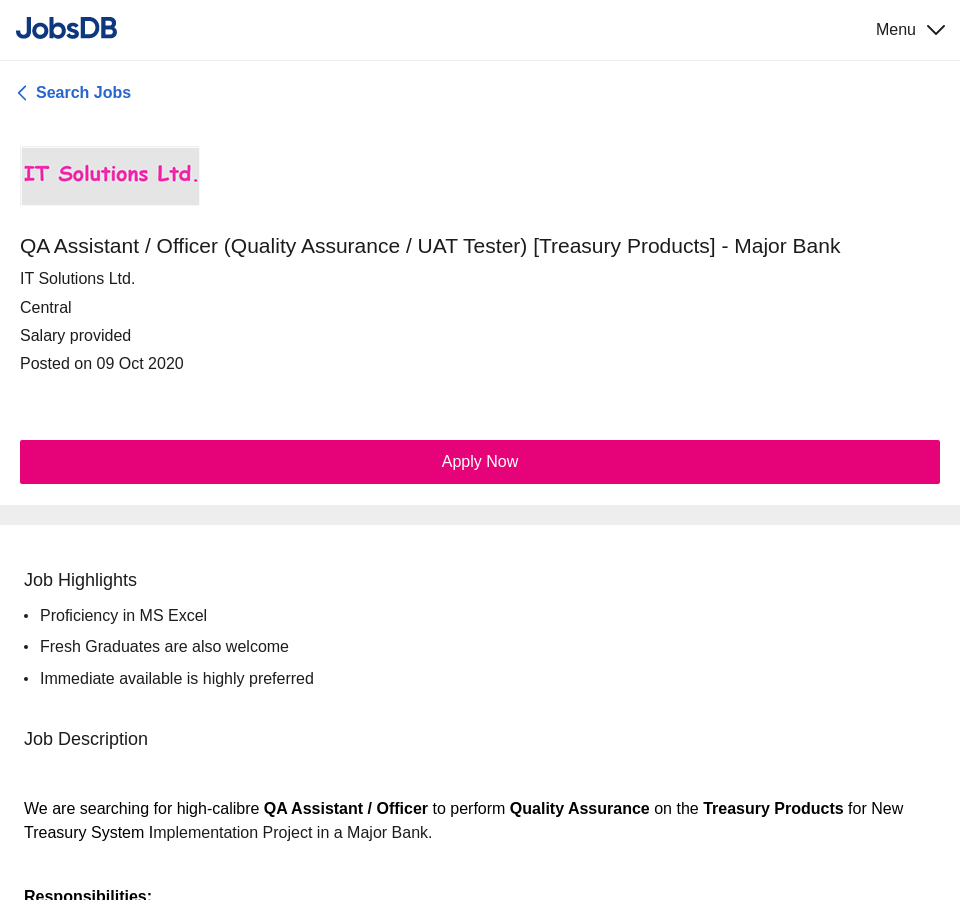 JobsDB
Menu
Search Jobs
IT Solutions Ltd.
QA Assistant / Officer (Quality Assurance / UAT Tester) [Treasury Products] - Major Bank
IT Solutions Ltd.
Central
Salary provided
Posted on 09 Oct 2020
Apply Now
Job Highlights
• Proficiency in MS Excel
• Fresh Graduates are also welcome
• Immediate available is highly preferred
Job Description
We are searching for high-calibre QA Assistant / Officer to perform Quality Assurance on the Treasury Products for New
Treasury System Implementation Project in a Major Bank.
Responsibilities: